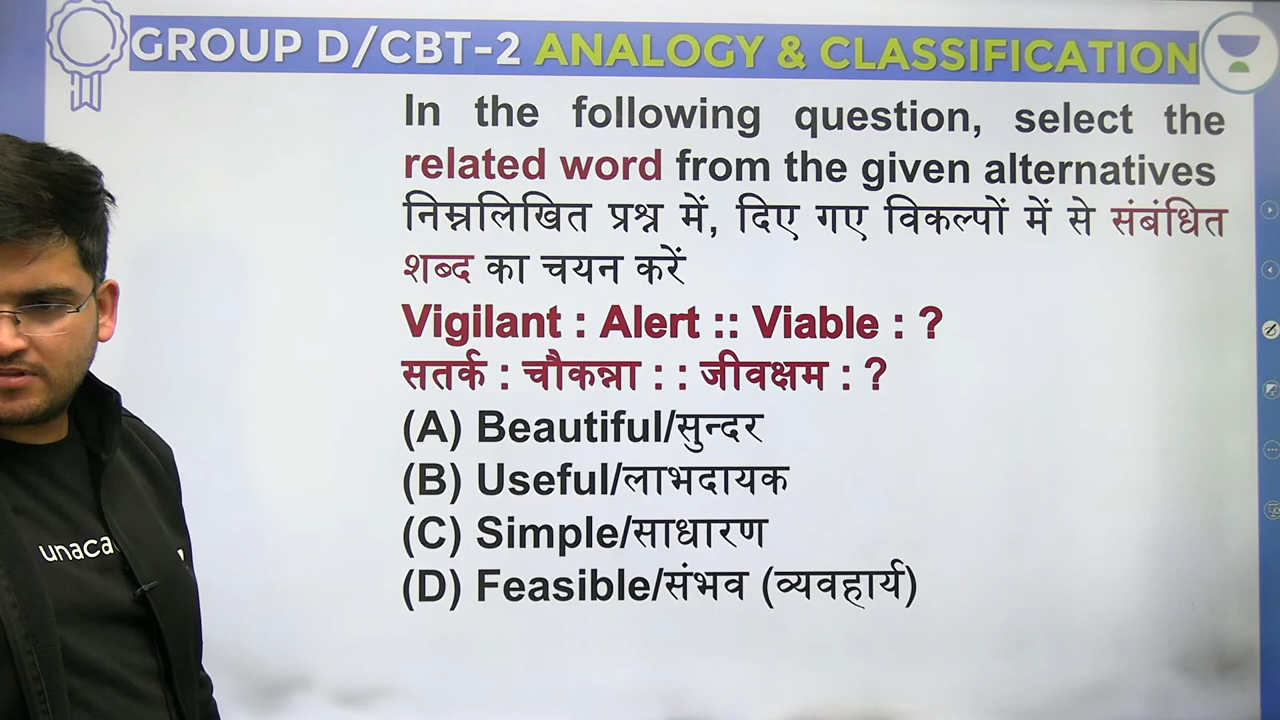 GROUP D/CBT-2 ANALOGY & CLASSIFICATION
In the following question, select the
related word from the given alternatives
निम्नलिखित प्रश्न में, दिए गए विकल्पों में से संबंधित
शब्द का चयन करें
Vigilant : Alert :: Viable : ?
सतर्क : चौकन्ना : : जीवक्षम : ?
(A) Beautiful/सुन्दर
(B) Useful/लाभदायक
(C) Simple/साधारण
(D) Feasible/संभव (व्यवहार्य)
unaca